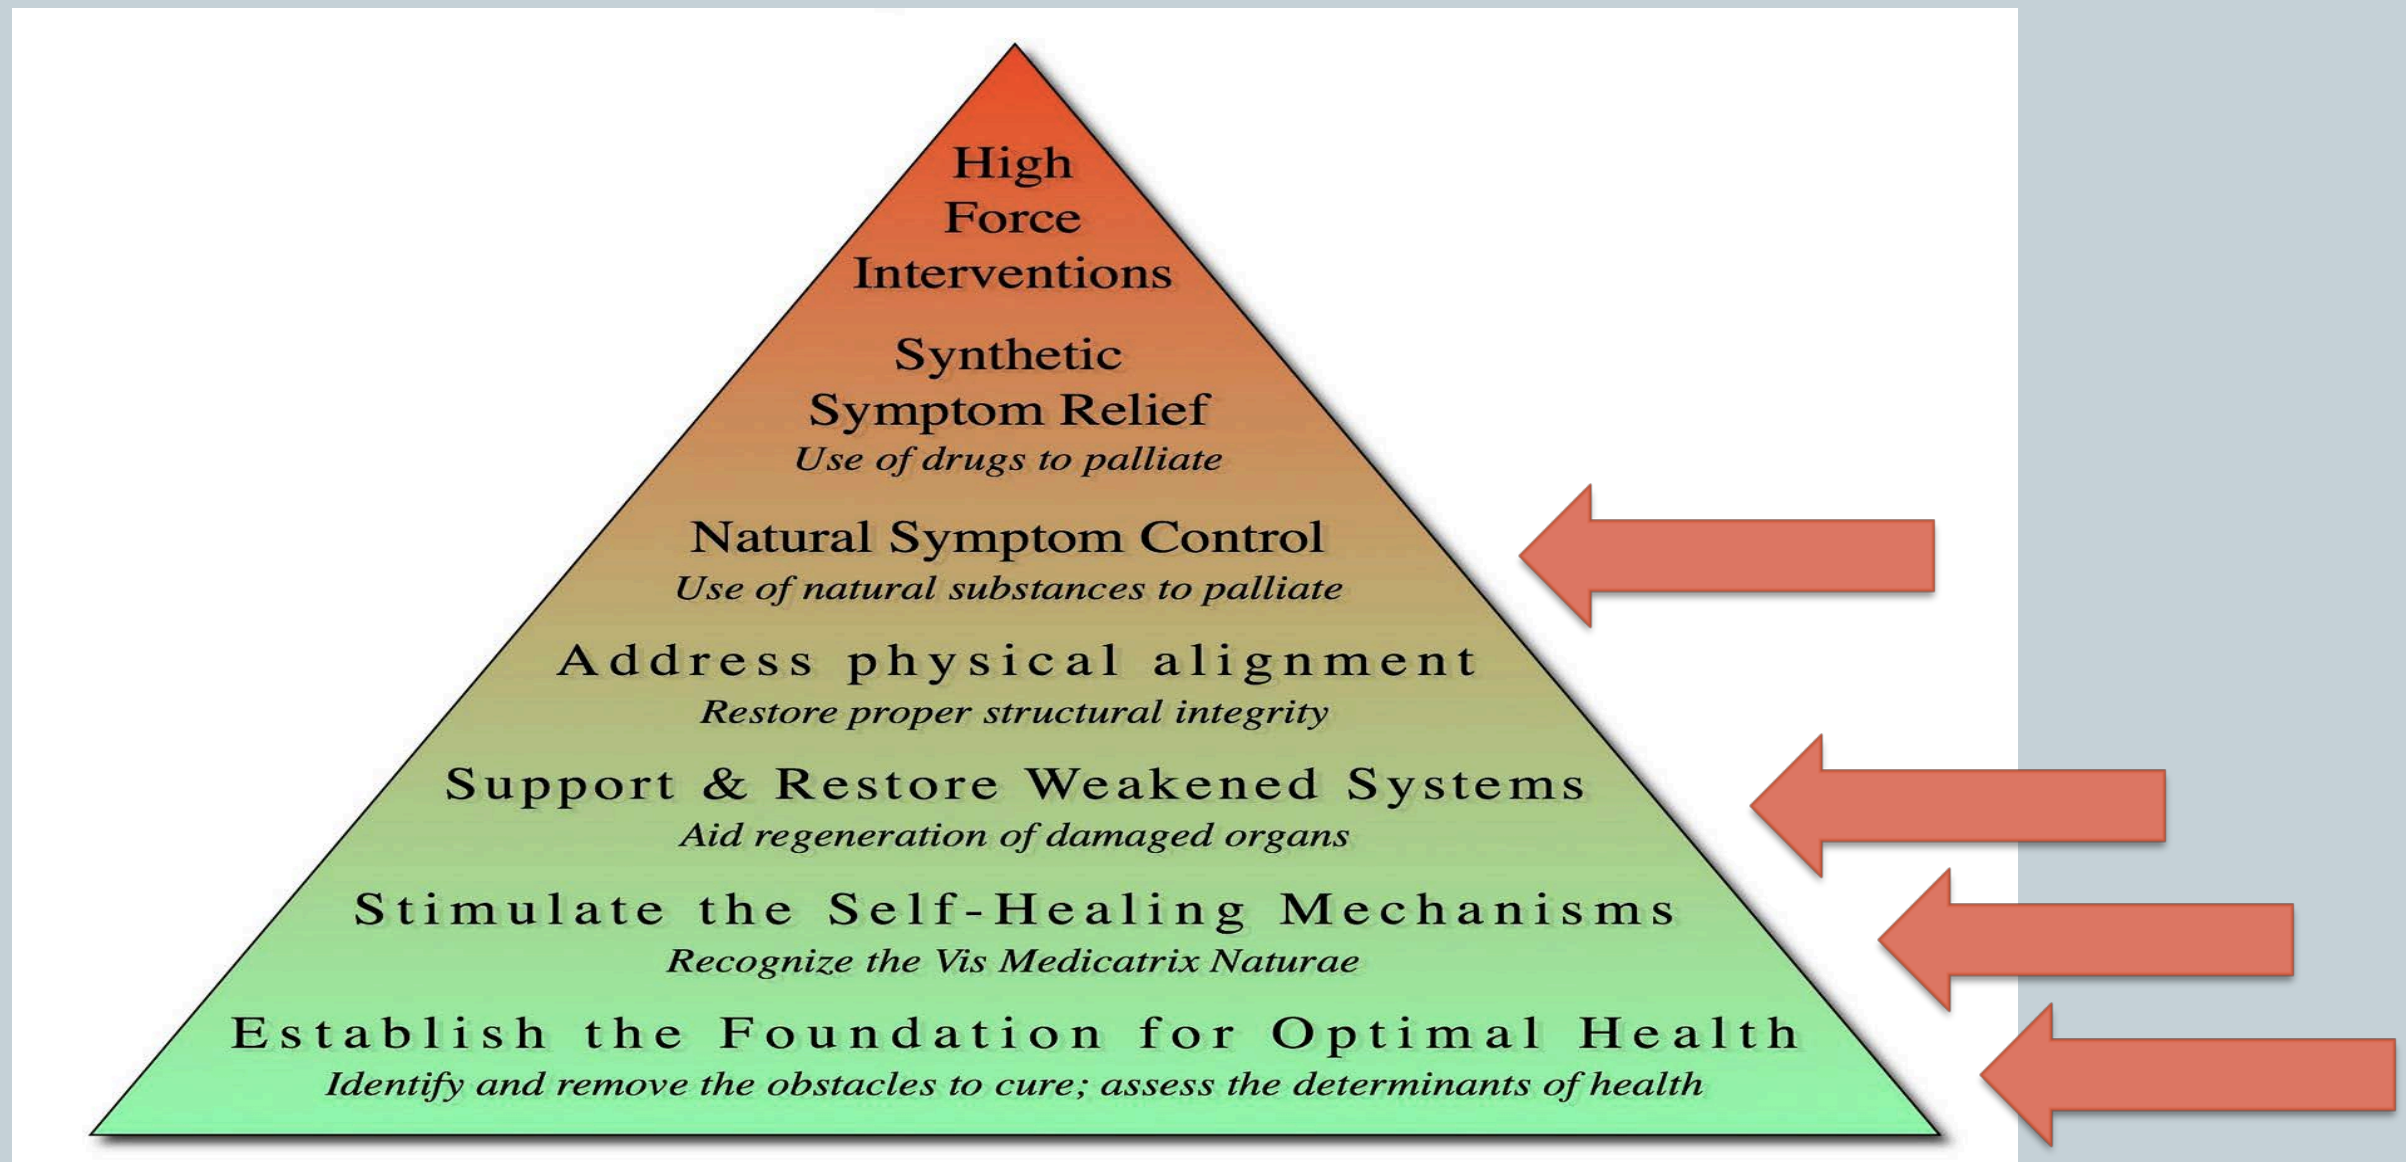 High
Force
Interventions
Synthetic
Symptom Relief
Use of drugs to palliate
Natural Symptom Control
Use of natural substances to palliate
Address physical alignment
Restore proper structural integrity
Support & Restore Weakened Systems
Aid regeneration of damaged organs
Stimulate the Self-Healing Mechanisms
Recognize the Vis Medicatrix Naturae
Establish the Foundation for Optimal Health
Identify and remove the obstacles to cure; assess the determinants of health